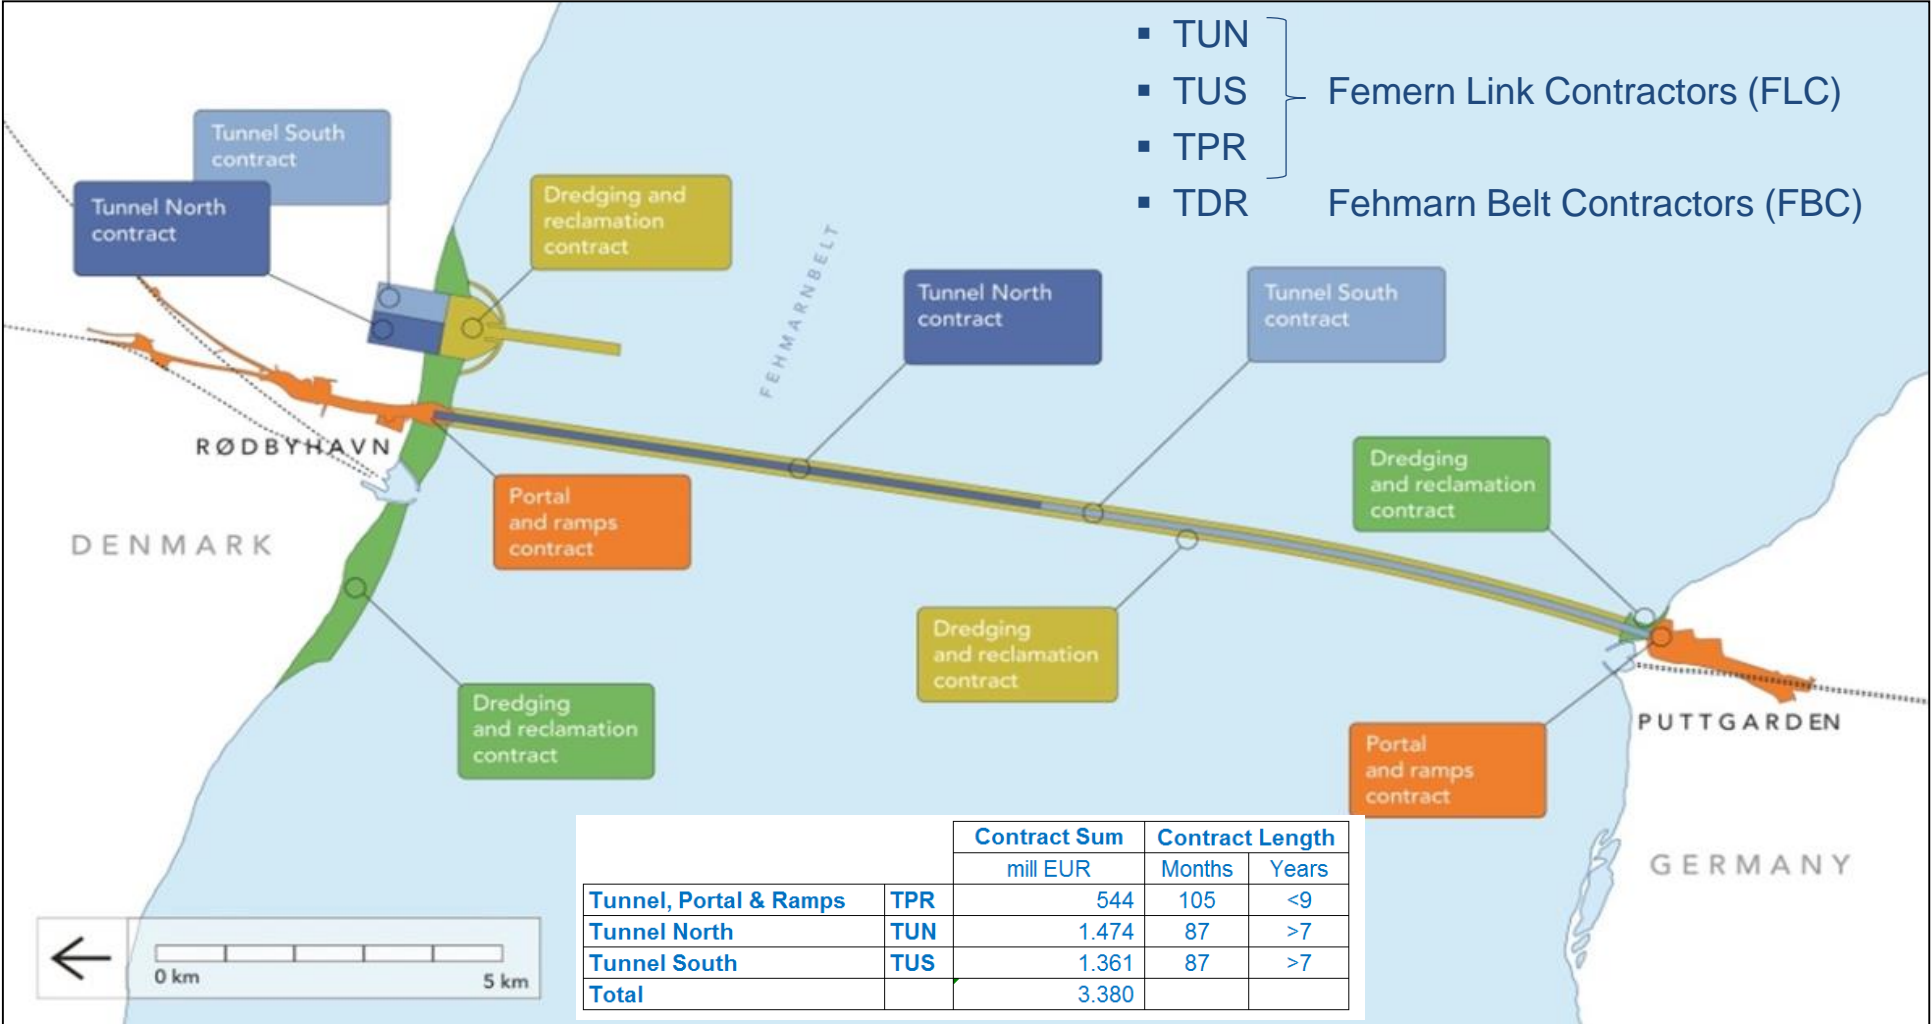 ▪ TUN
▪ TUS Femern Link Contractors (FLC)
▪ TPR
▪ TDR Fehmarn Belt Contractors (FBC)
Tunnel South
contract
Tunnel North
contract
Dredging and
reclamation
contract
FEHMARNBELT
Tunnel North
contract
Tunnel South
contract
RØDBYHAVN
DENMARK
Portal
and ramps
contract
Dredging
and reclamation
contract
Dredging
and reclamation
contract
Dredging
and reclamation
contract
PUTTGARDEN
Portal
and ramps
contract
GERMANY
Contract Sum Contract Length
mill EUR Months Years
Tunnel, Portal & Ramps TPR 544 105 <9
Tunnel North TUN 1.474 87 >7
Tunnel South TUS 1.361 87 >7
Total 3.380
0 km 5 km